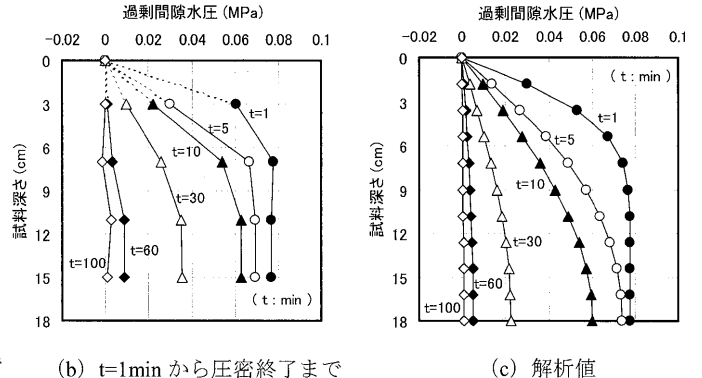 過剰間隙水圧 (MPa)
-0.02 0 0.02 0.04 0.06 0.08 0.1
0
3
6
9
12
15
18
試料深さ (cm)
t=1
t=5
t=10
t=30
t=60
t=100
( t : min )
(b) t=1min から圧密終了まで
過剰間隙水圧 (MPa)
-0.02 0 0.02 0.04 0.06 0.08 0.1
0
3
6
9
12
15
18
試料深さ (cm)
( t : min )
t=1
t=5
t=10
t=30
t=60
t=100
(c) 解析値